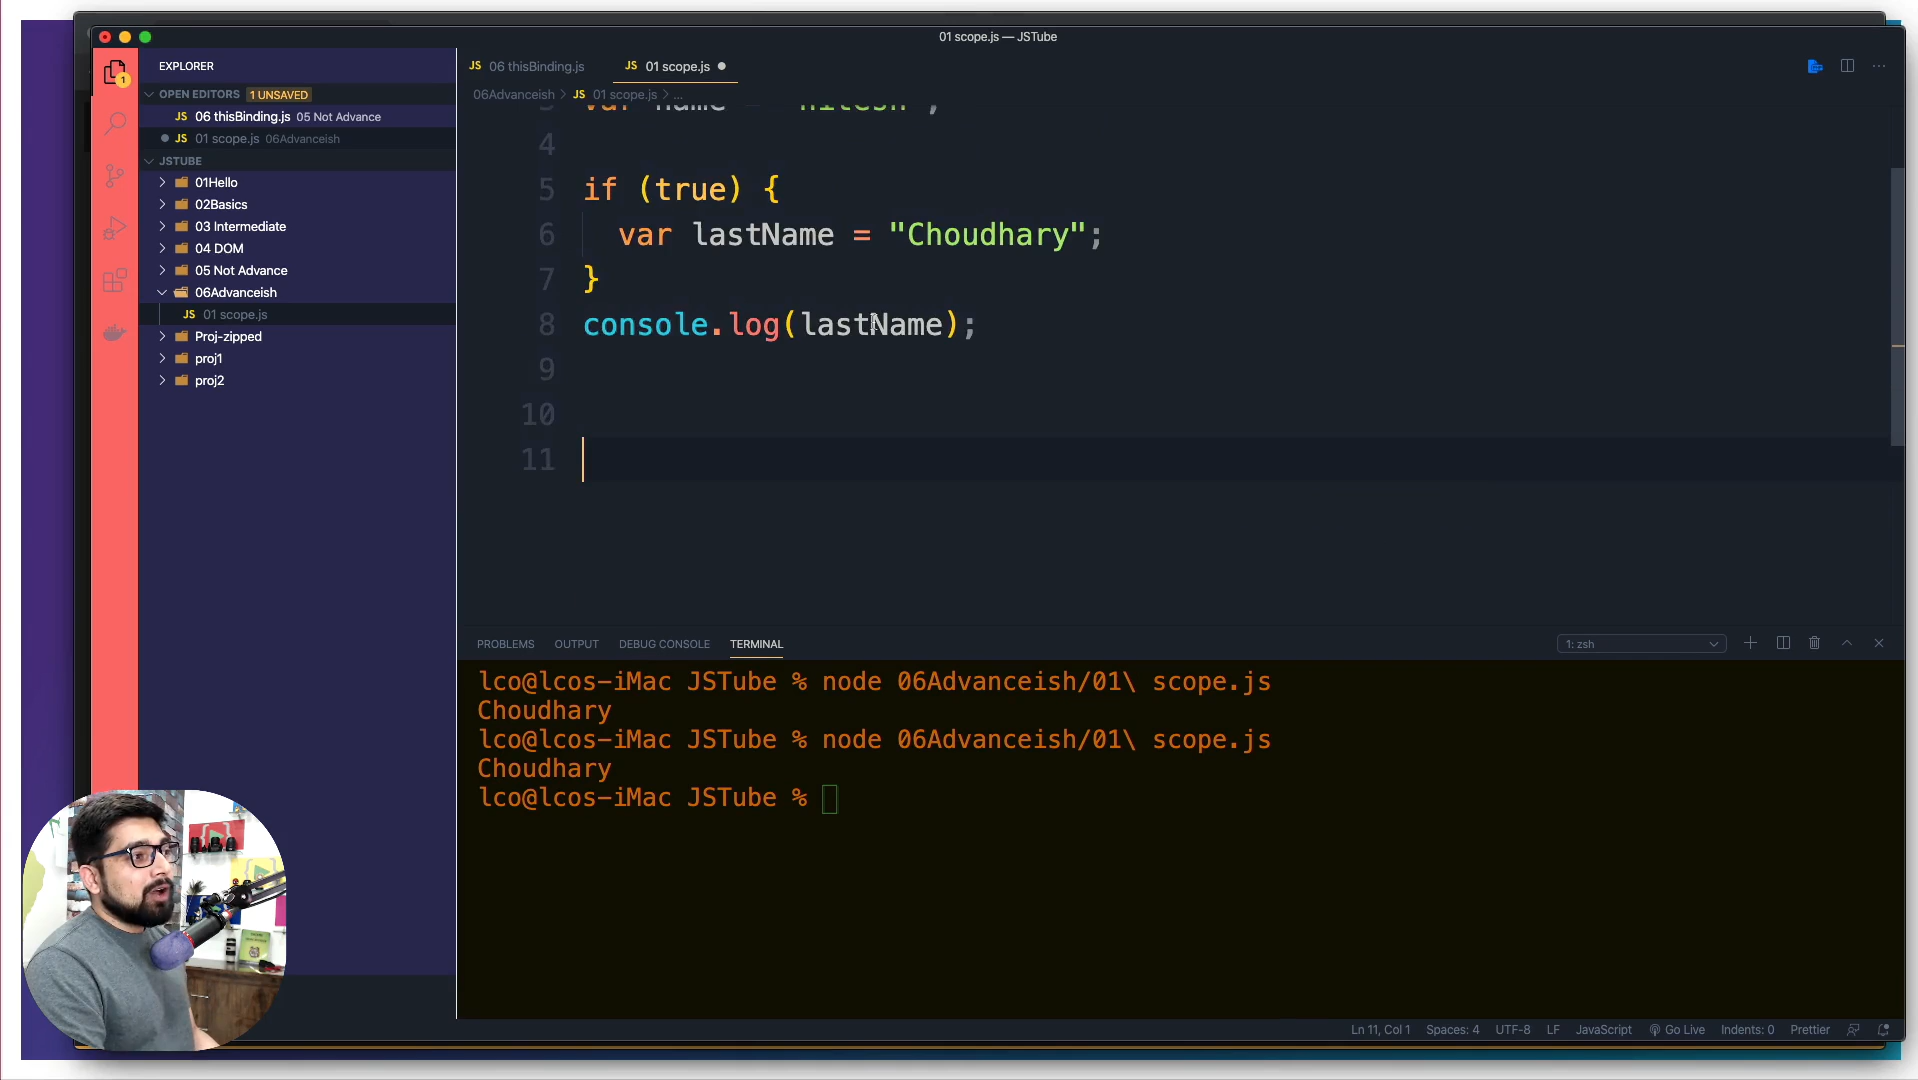 01 scope.js — JSTube
EXPLORER
OPEN EDITORS 1 UNSAVED
JS 06 thisBinding.js 05 Not Advance
JS 01 scope.js 06Advanceish
JSTUBE
01Hello
02Basics
03 Intermediate
04 DOM
05 Not Advance
06Advanceish
JS 01 scope.js
Proj-zipped
proj1
proj2
1
JS 06 thisBinding.js
JS 01 scope.js
06Advanceish > JS 01 scope.js > ...
3 var name = "hitesh";
4
5 if (true) {
6 var lastName = "Choudhary";
7 }
8 console.log(lastName);
9
10
11
PROBLEMS OUTPUT DEBUG CONSOLE TERMINAL
1: zsh
lco@lcos-iMac JSTube % node 06Advanceish/01\ scope.js
Choudhary
lco@lcos-iMac JSTube % node 06Advanceish/01\ scope.js
Choudhary
lco@lcos-iMac JSTube %
Ln 11, Col 1 Spaces: 4 UTF-8 LF JavaScript Go Live Indents: 0 Prettier